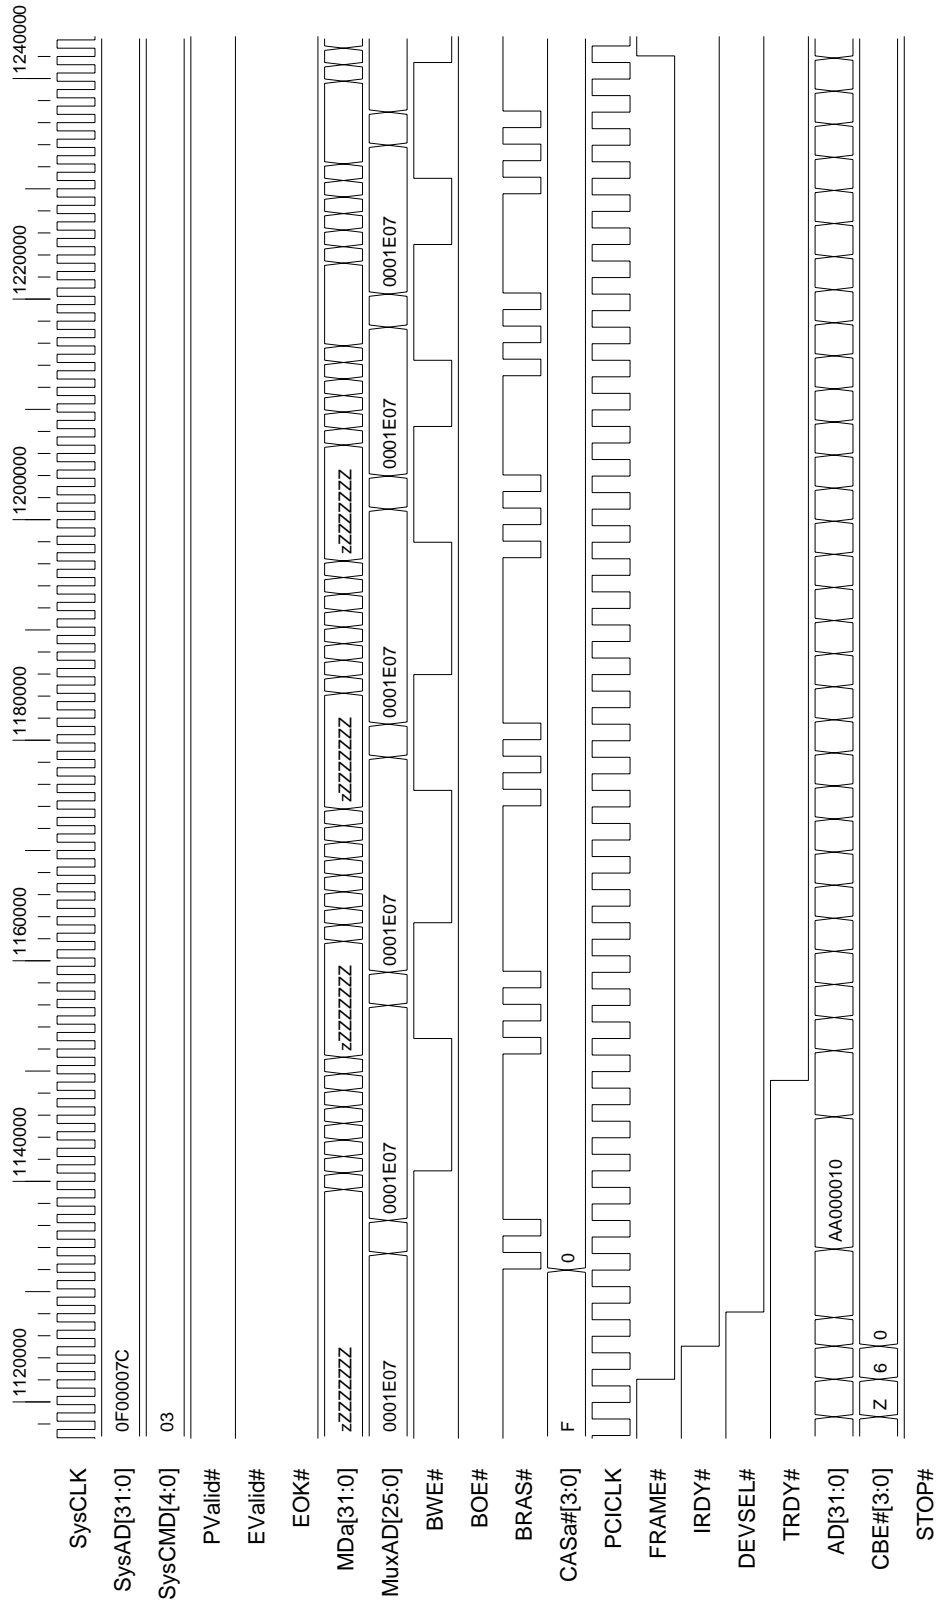 1120000 1140000 1160000 1180000 1200000 1220000 1240000
SysCLK
SysAD[31:0] 0F00007C
SysCMD[4:0] 03
PValid#
EValid#
EOK#
MDa[31:0] zZZZZZZZ zZZZZZZZ zZZZZZZZ zZZZZZZZ
MuxAD[25:0] 0001E07 0001E07 0001E07 0001E07 0001E07 0001E07
BWE#
BOE#
BRAS#
CASa#[3:0] F 0
PCICLK
FRAME#
IRDY#
DEVSEL#
TRDY#
AD[31:0] AA000010
CBE#[3:0] Z 6 0
STOP#